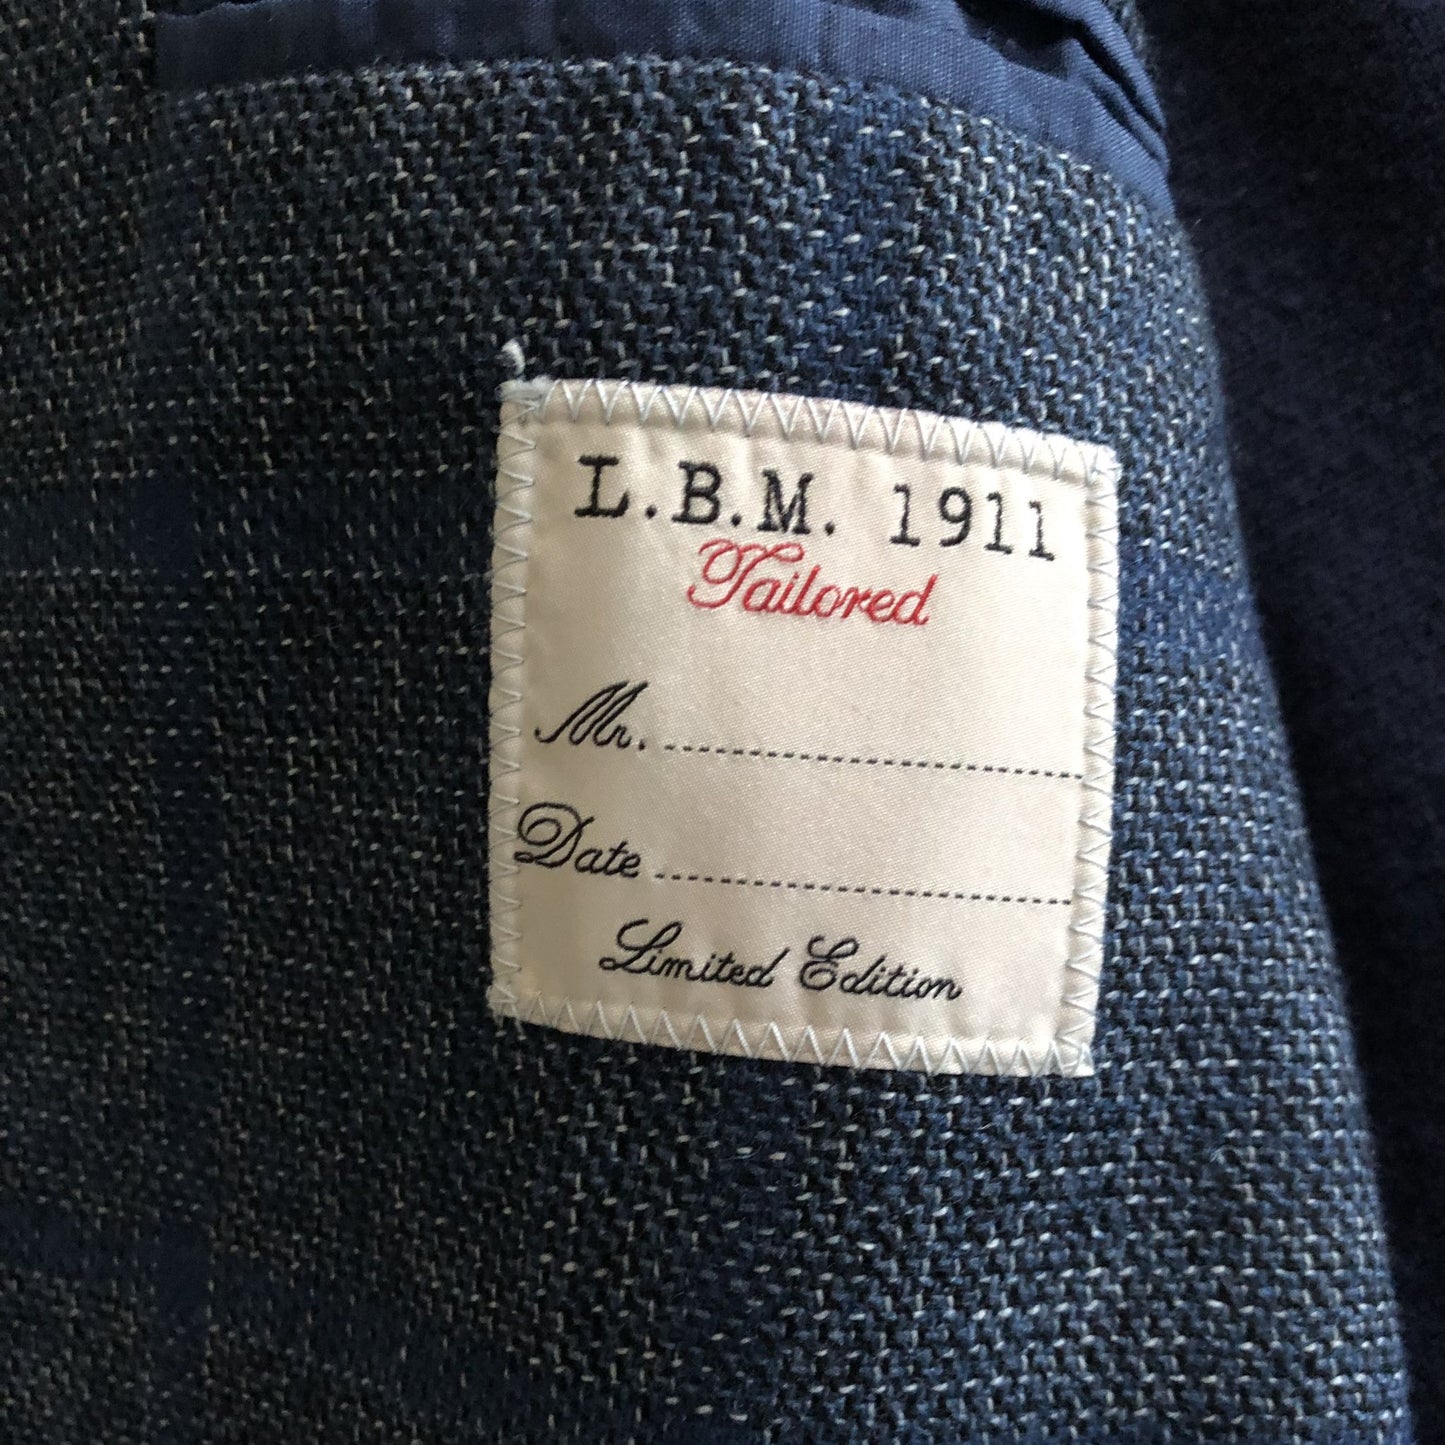 L.B.M. 1911
Tailored
Mr. ................................
Date ................................
Limited Edition